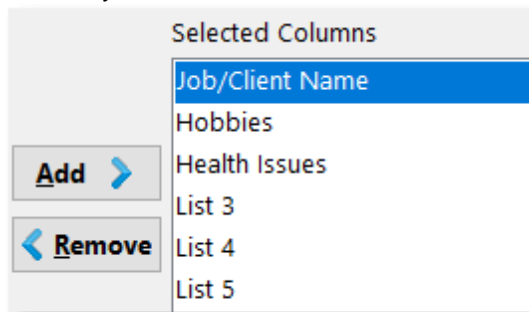 Selected Columns
Job/Client Name
Hobbies
Health Issues
Add
List 3
Remove
List 4
List 5